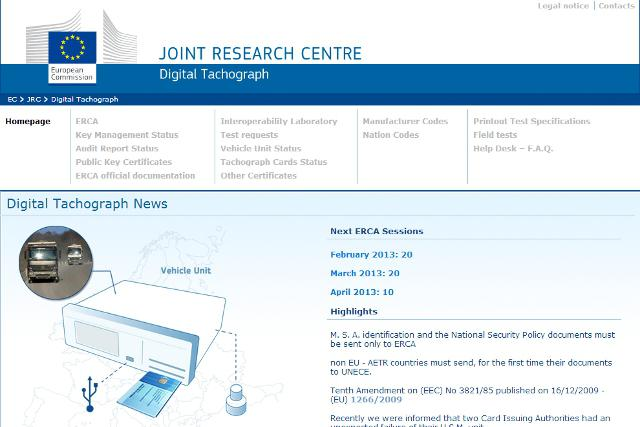 Legal notice | Contacts
European
Commission
JOINT RESEARCH CENTRE
Digital Tachograph
EC > JRC > Digital Tachograph
Homepage
ERCA
Key Management Status
Audit Report Status
Public Key Certificates
ERCA official documentation
Interoperability Laboratory
Test requests
Vehicle Unit Status
Tachograph Cards Status
Other Certificates
Manufacturer Codes
Nation Codes
Printout Test Specifications
Field tests
Help Desk – F.A.Q.
Digital Tachograph News
Vehicle Unit
Next ERCA Sessions
February 2013: 20
March 2013: 20
April 2013: 10
Highlights
M. S. A. identification and the National Security Policy documents must
be sent only to ERCA
non EU - AETR countries must send, for the first time their documents
to UNECE.
Tenth Amendment on (EEC) No 3821/85 published on 16/12/2009 -
(EU) 1266/2009
Recently we were informed that two Card Issuing Authorities had an
unexpected failure of their H.S.M. unit